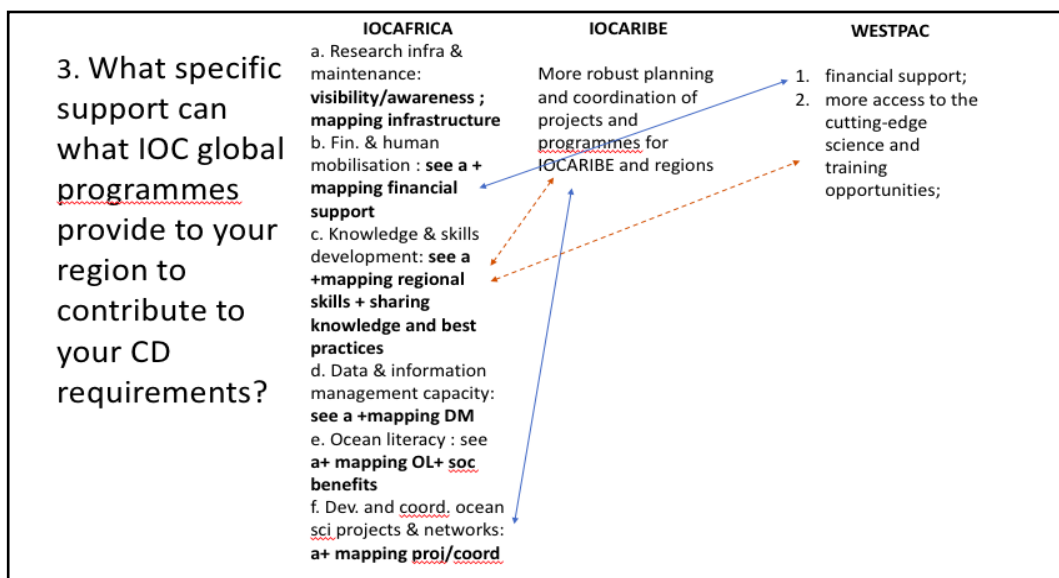 3. What specific
support can
what IOC global
programmes
provide to your
region to
contribute to
your CD
requirements?
IOCAFRICA
a. Research infra &
maintenance:
visibility/awareness ;
mapping infrastructure
b. Fin. & human
mobilisation : see a +
mapping financial
support
c. Knowledge & skills
development: see a
+mapping regional
skills + sharing
knowledge and best
practices
d. Data & information
management capacity:
see a +mapping DM
e. Ocean literacy : see
a+ mapping OL+ soc
benefits
f. Dev. and coord. ocean
sci projects & networks:
a+ mapping proj/coord
IOCARIBE
More robust planning
and coordination of
projects and
programmes for
IOCARIBE and regions
WESTPAC
1. financial support;
2. more access to the
cutting-edge
science and
training
opportunities;